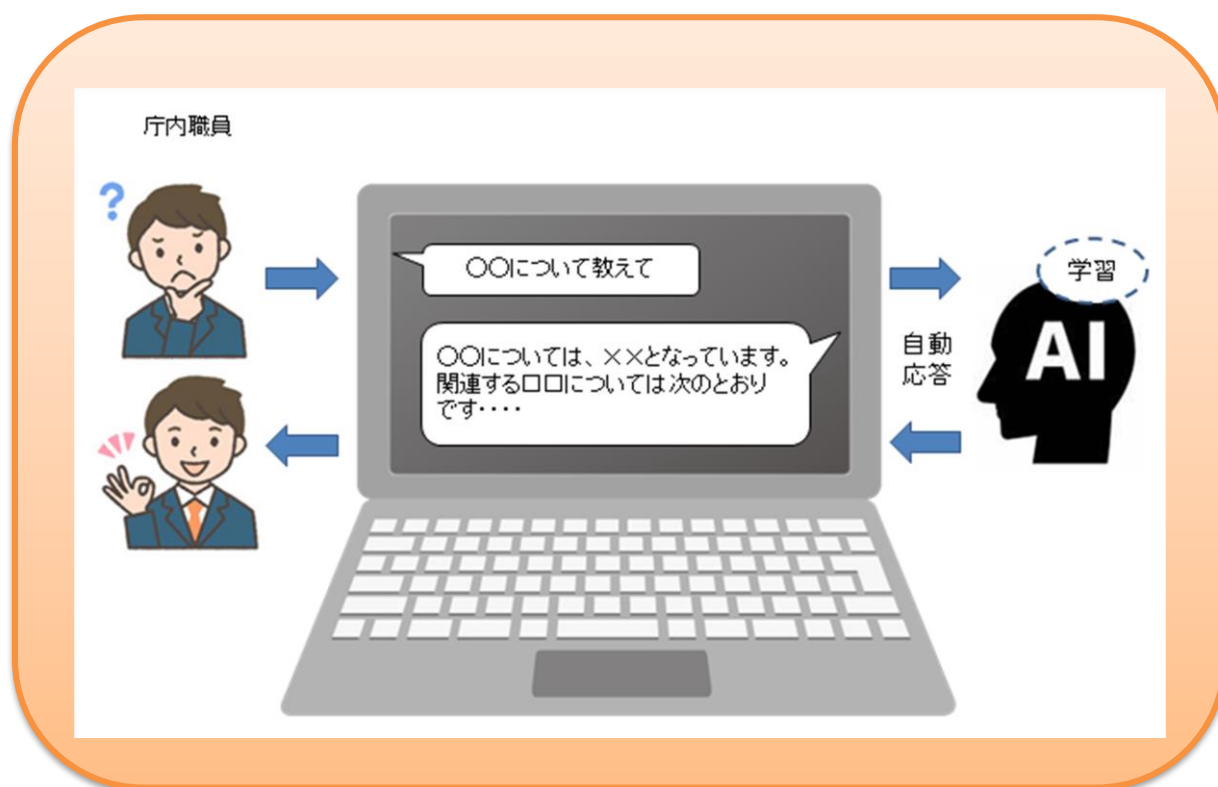 庁内職員
?
〇〇について教えて
〇〇については、××となっています。
関連する□□については次のとおり
です・・・・
自動
応答
学習
AI